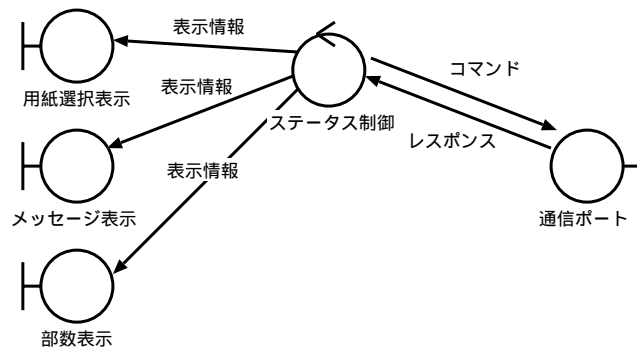 表示情報
用紙選択表示
表示情報
ステータス制御
コマンド
レスポンス
表示情報
メッセージ表示
通信ポート
部数表示